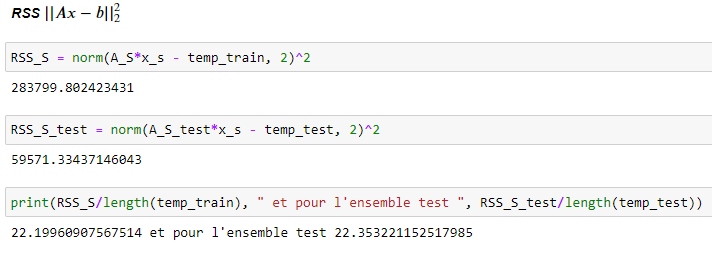 RSS ||Ax − b||₂²
RSS_S = norm(A_S*x_s - temp_train, 2)^2
283799.802423431
RSS_S_test = norm(A_S_test*x_s - temp_test, 2)^2
59571.33437146043
print(RSS_S/length(temp_train), " et pour l'ensemble test ", RSS_S_test/length(temp_test))
22.19960907567514 et pour l'ensemble test 22.353221152517985